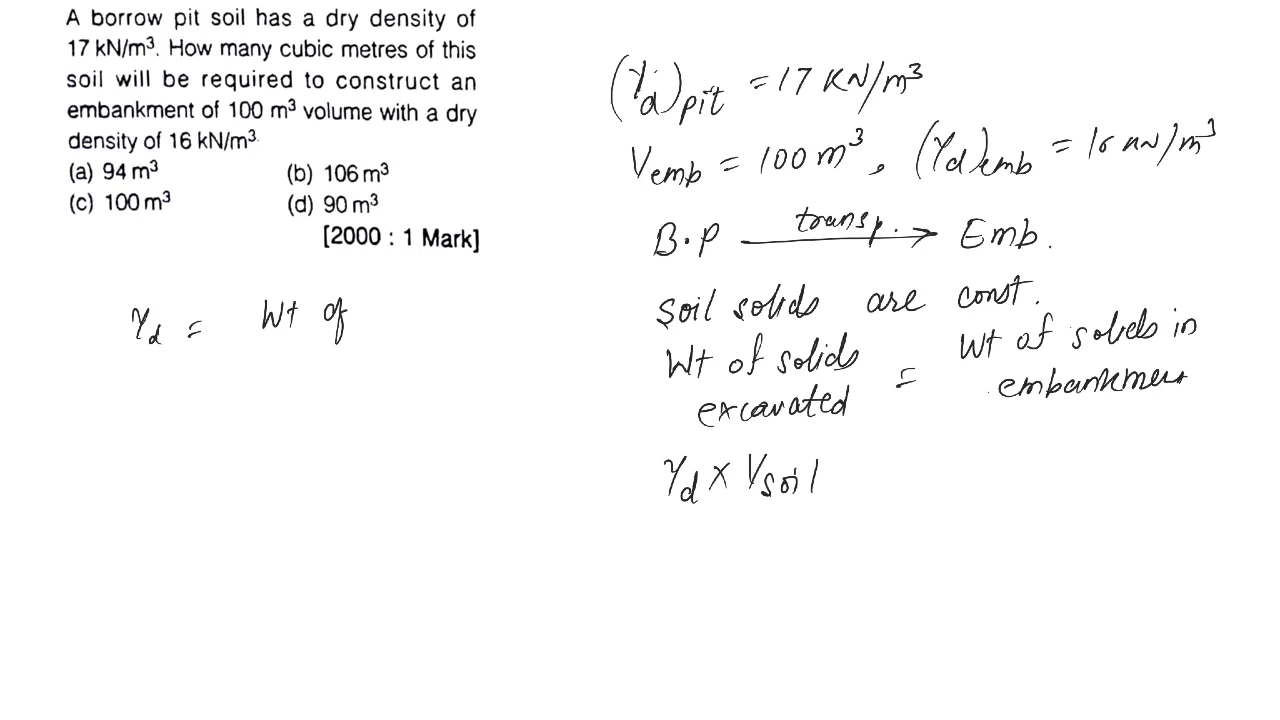 A borrow pit soil has a dry density of
17 kN/m³. How many cubic metres of this
soil will be required to construct an
embankment of 100 m³ volume with a dry
density of 16 kN/m³.
(a) 94 m³ (b) 106 m³
(c) 100 m³ (d) 90 m³
[2000 : 1 Mark]
γd = Wt of
(γd)pit = 17 KN/m³
Vemb = 100 m³, (γd)emb = 16 kN/m³
B.P transp. → Emb.
Soil solids are const.
Wt of solids excavated = Wt of solids in embankment
γd × Vsoil